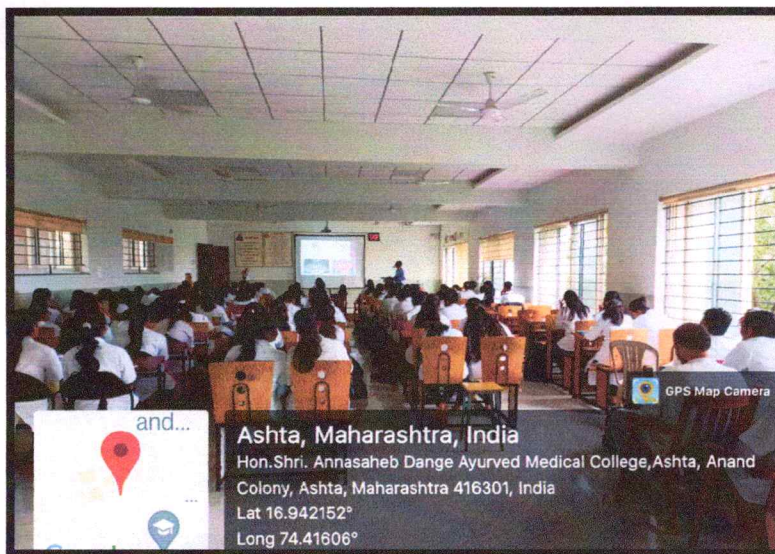 GPS Map Camera
and...
...
Ashta, Maharashtra, India
Hon.Shri. Annasaheb Dange Ayurved Medical College,Ashta, Anand
Colony, Ashta, Maharashtra 416301, India
Lat 16.942152°
Long 74.41606°